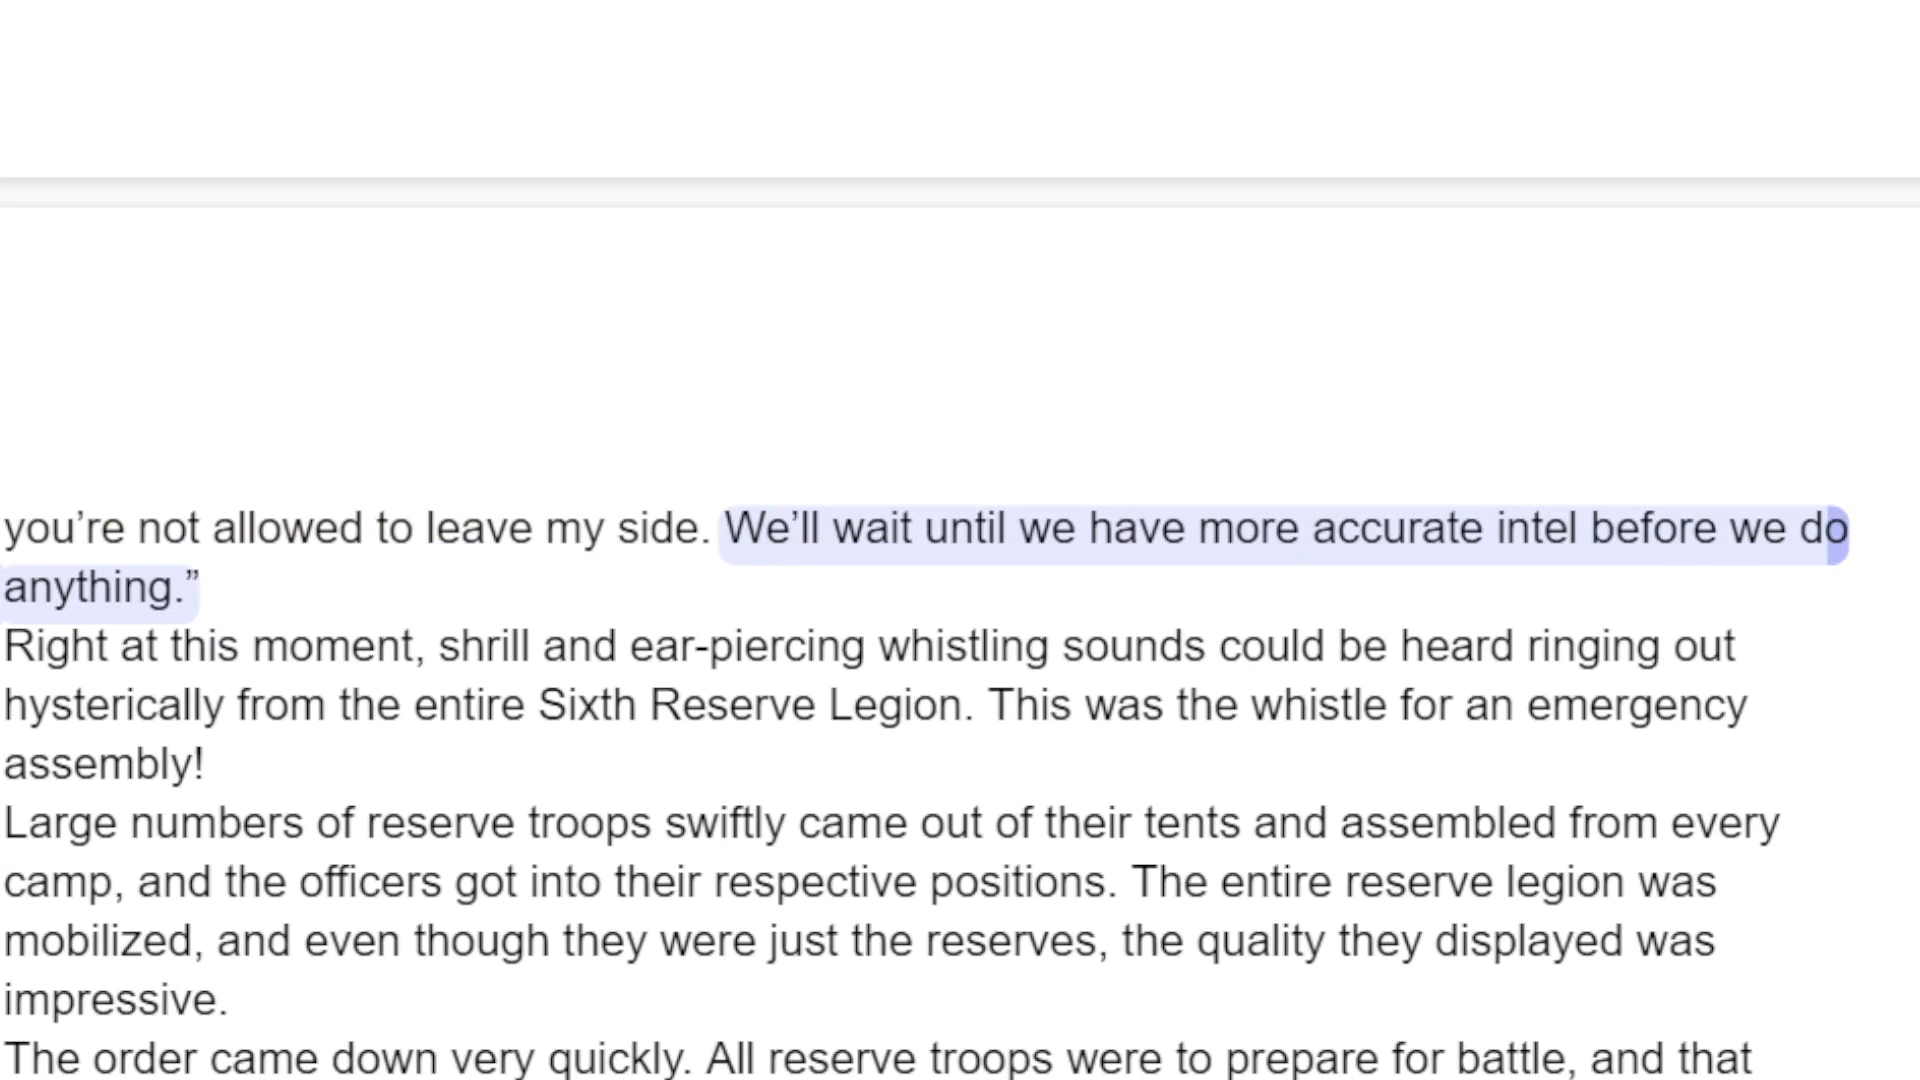 you’re not allowed to leave my side. We’ll wait until we have more accurate intel before we do
anything.”
Right at this moment, shrill and ear-piercing whistling sounds could be heard ringing out
hysterically from the entire Sixth Reserve Legion. This was the whistle for an emergency
assembly!
Large numbers of reserve troops swiftly came out of their tents and assembled from every
camp, and the officers got into their respective positions. The entire reserve legion was
mobilized, and even though they were just the reserves, the quality they displayed was
impressive.
The order came down very quickly. All reserve troops were to prepare for battle, and that